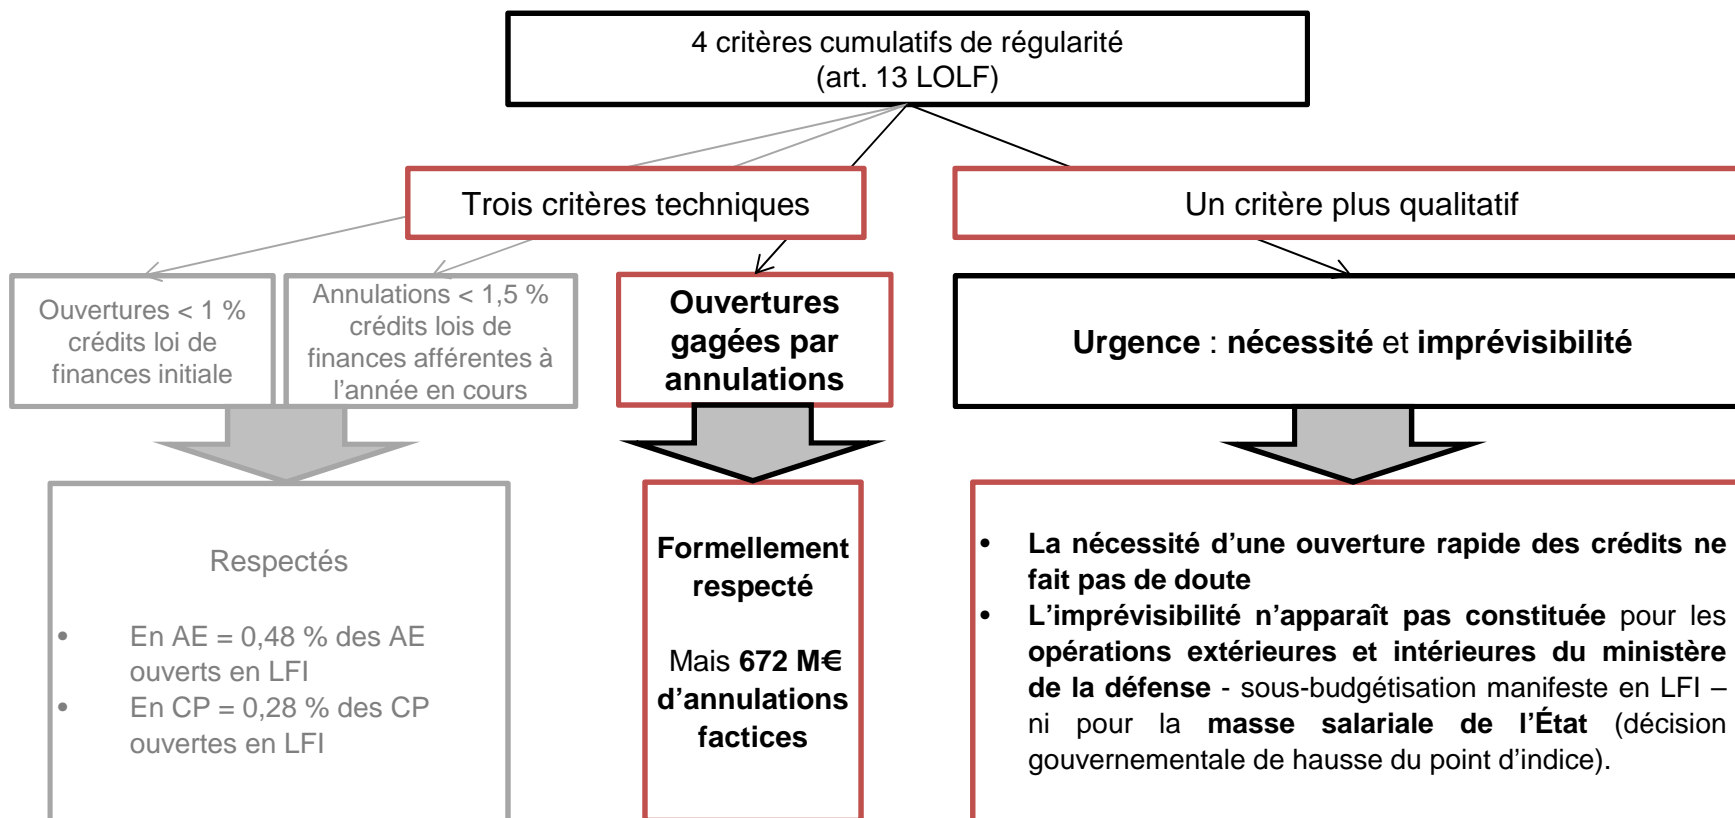 4 critères cumulatifs de régularité
(art. 13 LOLF)
Trois critères techniques
Un critère plus qualitatif
Ouvertures < 1 %
crédits loi de
finances initiale
Annulations < 1,5 %
crédits lois de
finances afférentes à
l’année en cours
Ouvertures
gagées par
annulations
Urgence : nécessité et imprévisibilité
Respectés
• En AE = 0,48 % des AE
ouverts en LFI
• En CP = 0,28 % des CP
ouvertes en LFI
Formellement
respecté
Mais 672 M€
d’annulations
factices
• La nécessité d’une ouverture rapide des crédits ne
fait pas de doute
• L’imprévisibilité n’apparaît pas constituée pour les
opérations extérieures et intérieures du ministère
de la défense - sous-budgétisation manifeste en LFI –
ni pour la masse salariale de l’État (décision
gouvernementale de hausse du point d’indice).